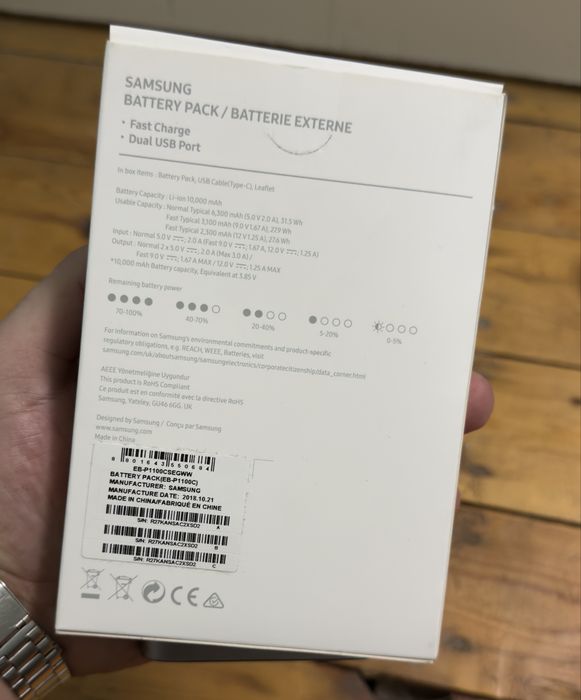 SAMSUNG
BATTERY PACK / BATTERIE EXTERNE
• Fast Charge
• Dual USB Port
In box items : Battery Pack, USB Cable(Type-C), Leaflet
Battery Capacity : Li-ion 10,000 mAh
Usable Capacity : Normal Typical 6,300 mAh (5.0 V 2.0 A), 31.5 Wh
Fast Typical 3,100 mAh (9.0 V 1.67 A), 27.9 Wh
Fast Typical 2,300 mAh (12 V 1.25 A), 27.6 Wh
Input : Normal 5.0 V ⎓; 2.0 A (Fast 9.0 V ⎓; 1.67 A, 12.0 V ⎓; 1.25 A)
Output : Normal 2 x 5.0 V ⎓; 2.0 A (Max 3.0 A) /
Fast 9.0 V ⎓; 1.67 A MAX / 12.0 V ⎓; 1.25 A MAX
*10,000 mAh Battery capacity, Equivalent at 3.85 V
Remaining battery power
70-100%
40-70%
20-40%
5-20%
0-5%
For information on Samsung's environmental commitments and product-specific
regulatory obligations, e.g. REACH, WEEE, Batteries, visit
samsung.com/uk/aboutsamsung/samsungelectronics/corporatecitizenship/data_corner.html
AEEE Yönetmeliğine Uygundur
This product is RoHS Compliant
Ce produit est en conformité avec la directive RoHS
Samsung, Yateley, GU46 6GG, UK
Designed by Samsung / Conçu par Samsung
www.samsung.com
Made in China
8 801643 550684
EB-P1100CSEGWW
BATTERY PACK(EB-P1100C)
MANUFACTURER: SAMSUNG
MANUFACTURE DATE: 2018.10.21
MADE IN CHINA/FABRIQUÉ EN CHINE
S/N: R27KANSAC2XSD2 A
S/N: R27KANSAC2XSD2 B
S/N: R27KANSAC2XSD2 C
CE